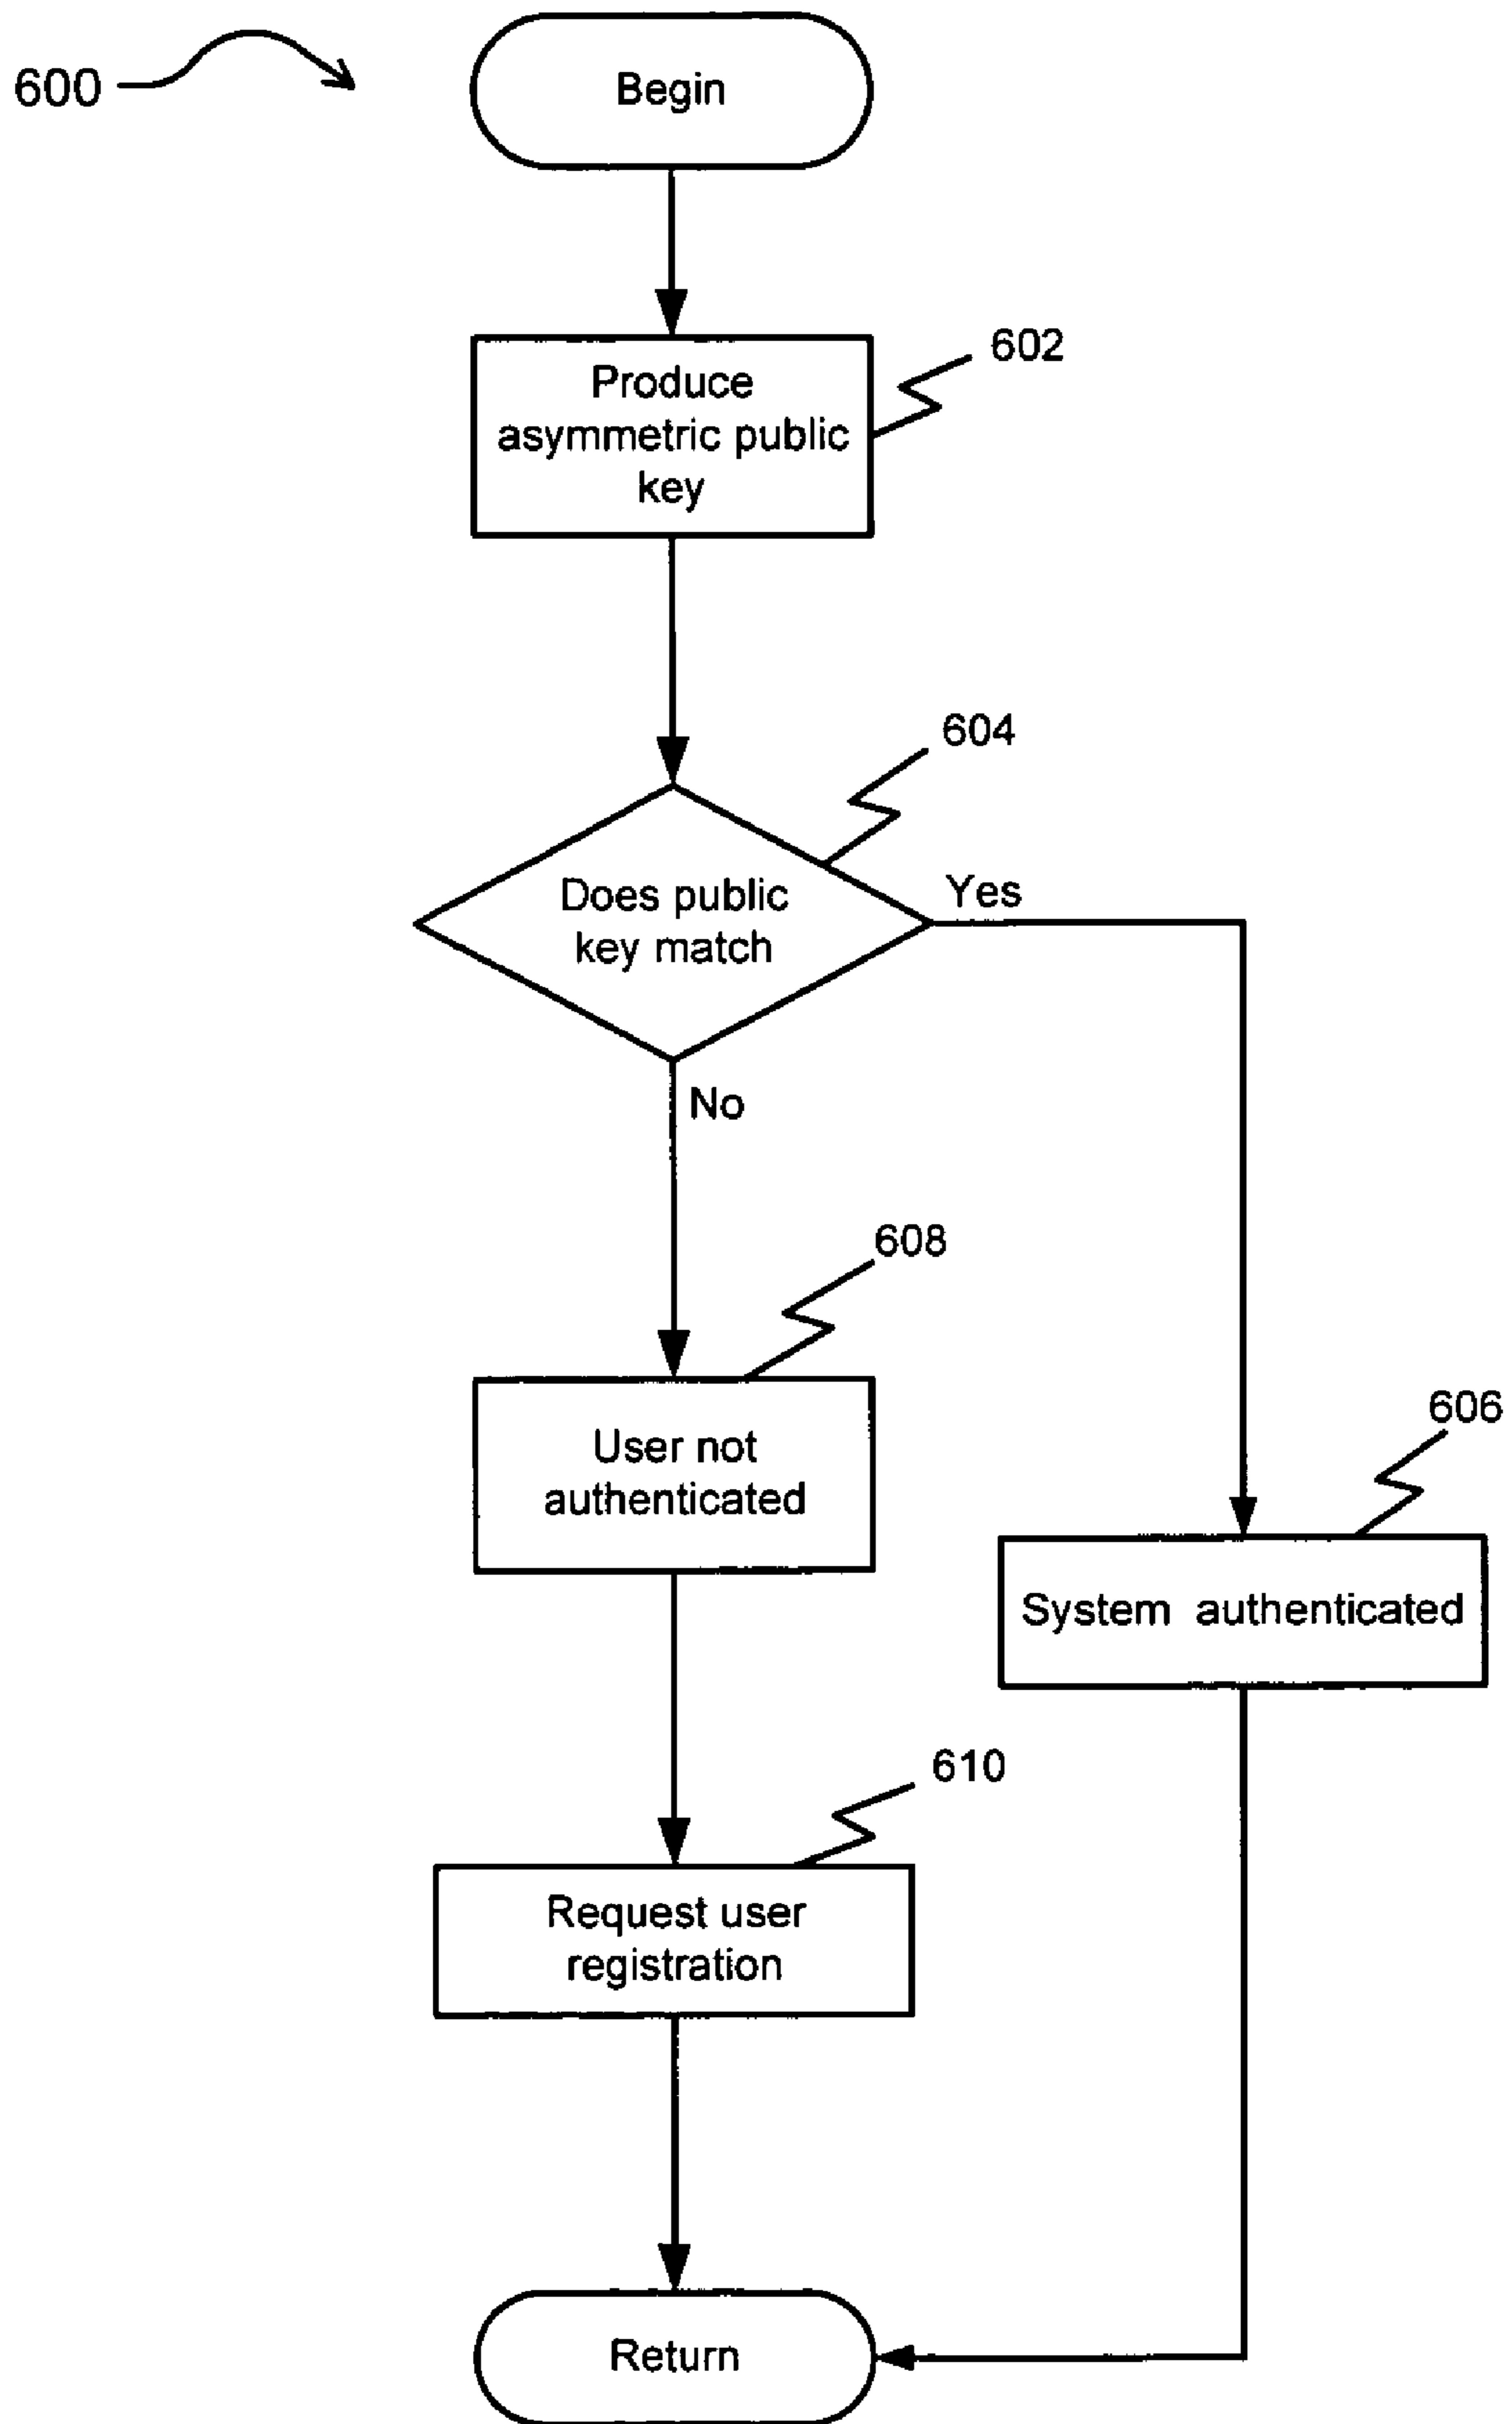 600
Begin
602
Produce
asymmetric public
key
604
Does public
key match
Yes
No
608
User not
authenticated
606
System authenticated
610
Request user
registration
Return